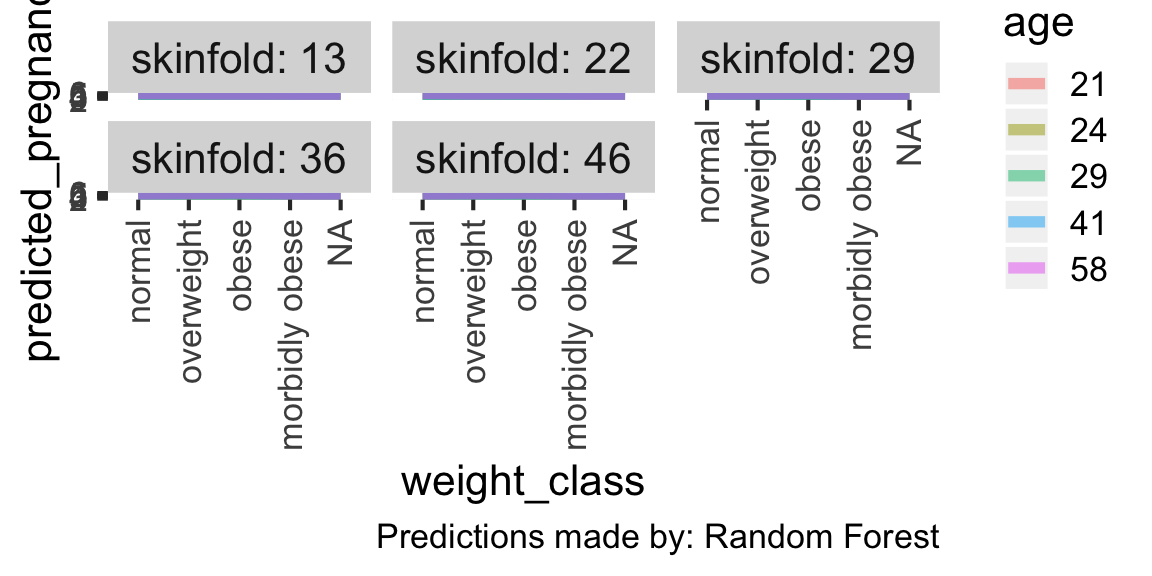 age
skinfold: 13 skinfold: 22 skinfold: 29
21
24
29
41
58
skinfold: 36 skinfold: 46
normal
overweight
obese
morbidly obese
NA
normal
overweight
obese
morbidly obese
NA
normal
overweight
obese
morbidly obese
NA
weight_class
Predictions made by: Random Forest